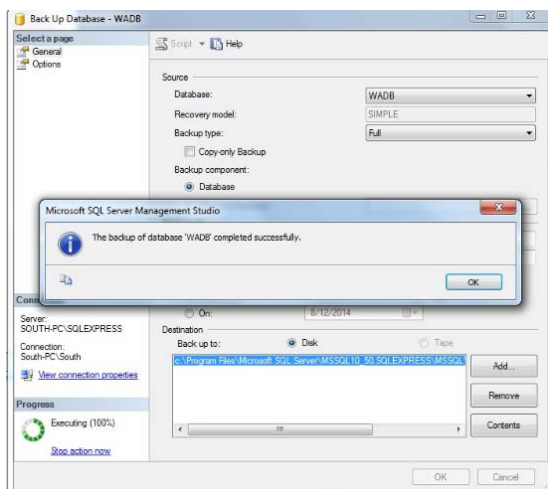 Back Up Database - WADB
Select a page
General
Options
Script
Help
Source
Database:
WADB
Recovery model:
SIMPLE
Backup type:
Full
Copy-only Backup
Backup component:
Database
Microsoft SQL Server Management Studio
The backup of database 'WADB' completed successfully.
OK
Server:
SOUTH-PC\SQLEXPRESS
Connection:
South-PC\South
View connection properties
Progress
Executing (100%)
Stop action now
On:
8/12/2014
Destination
Back up to:
Disk
Tape
c:\Program Files\Microsoft SQL Server\MSSQL10_50.SQLEXPRESS\MSSQL\
Add...
Remove
Contents
OK
Cancel